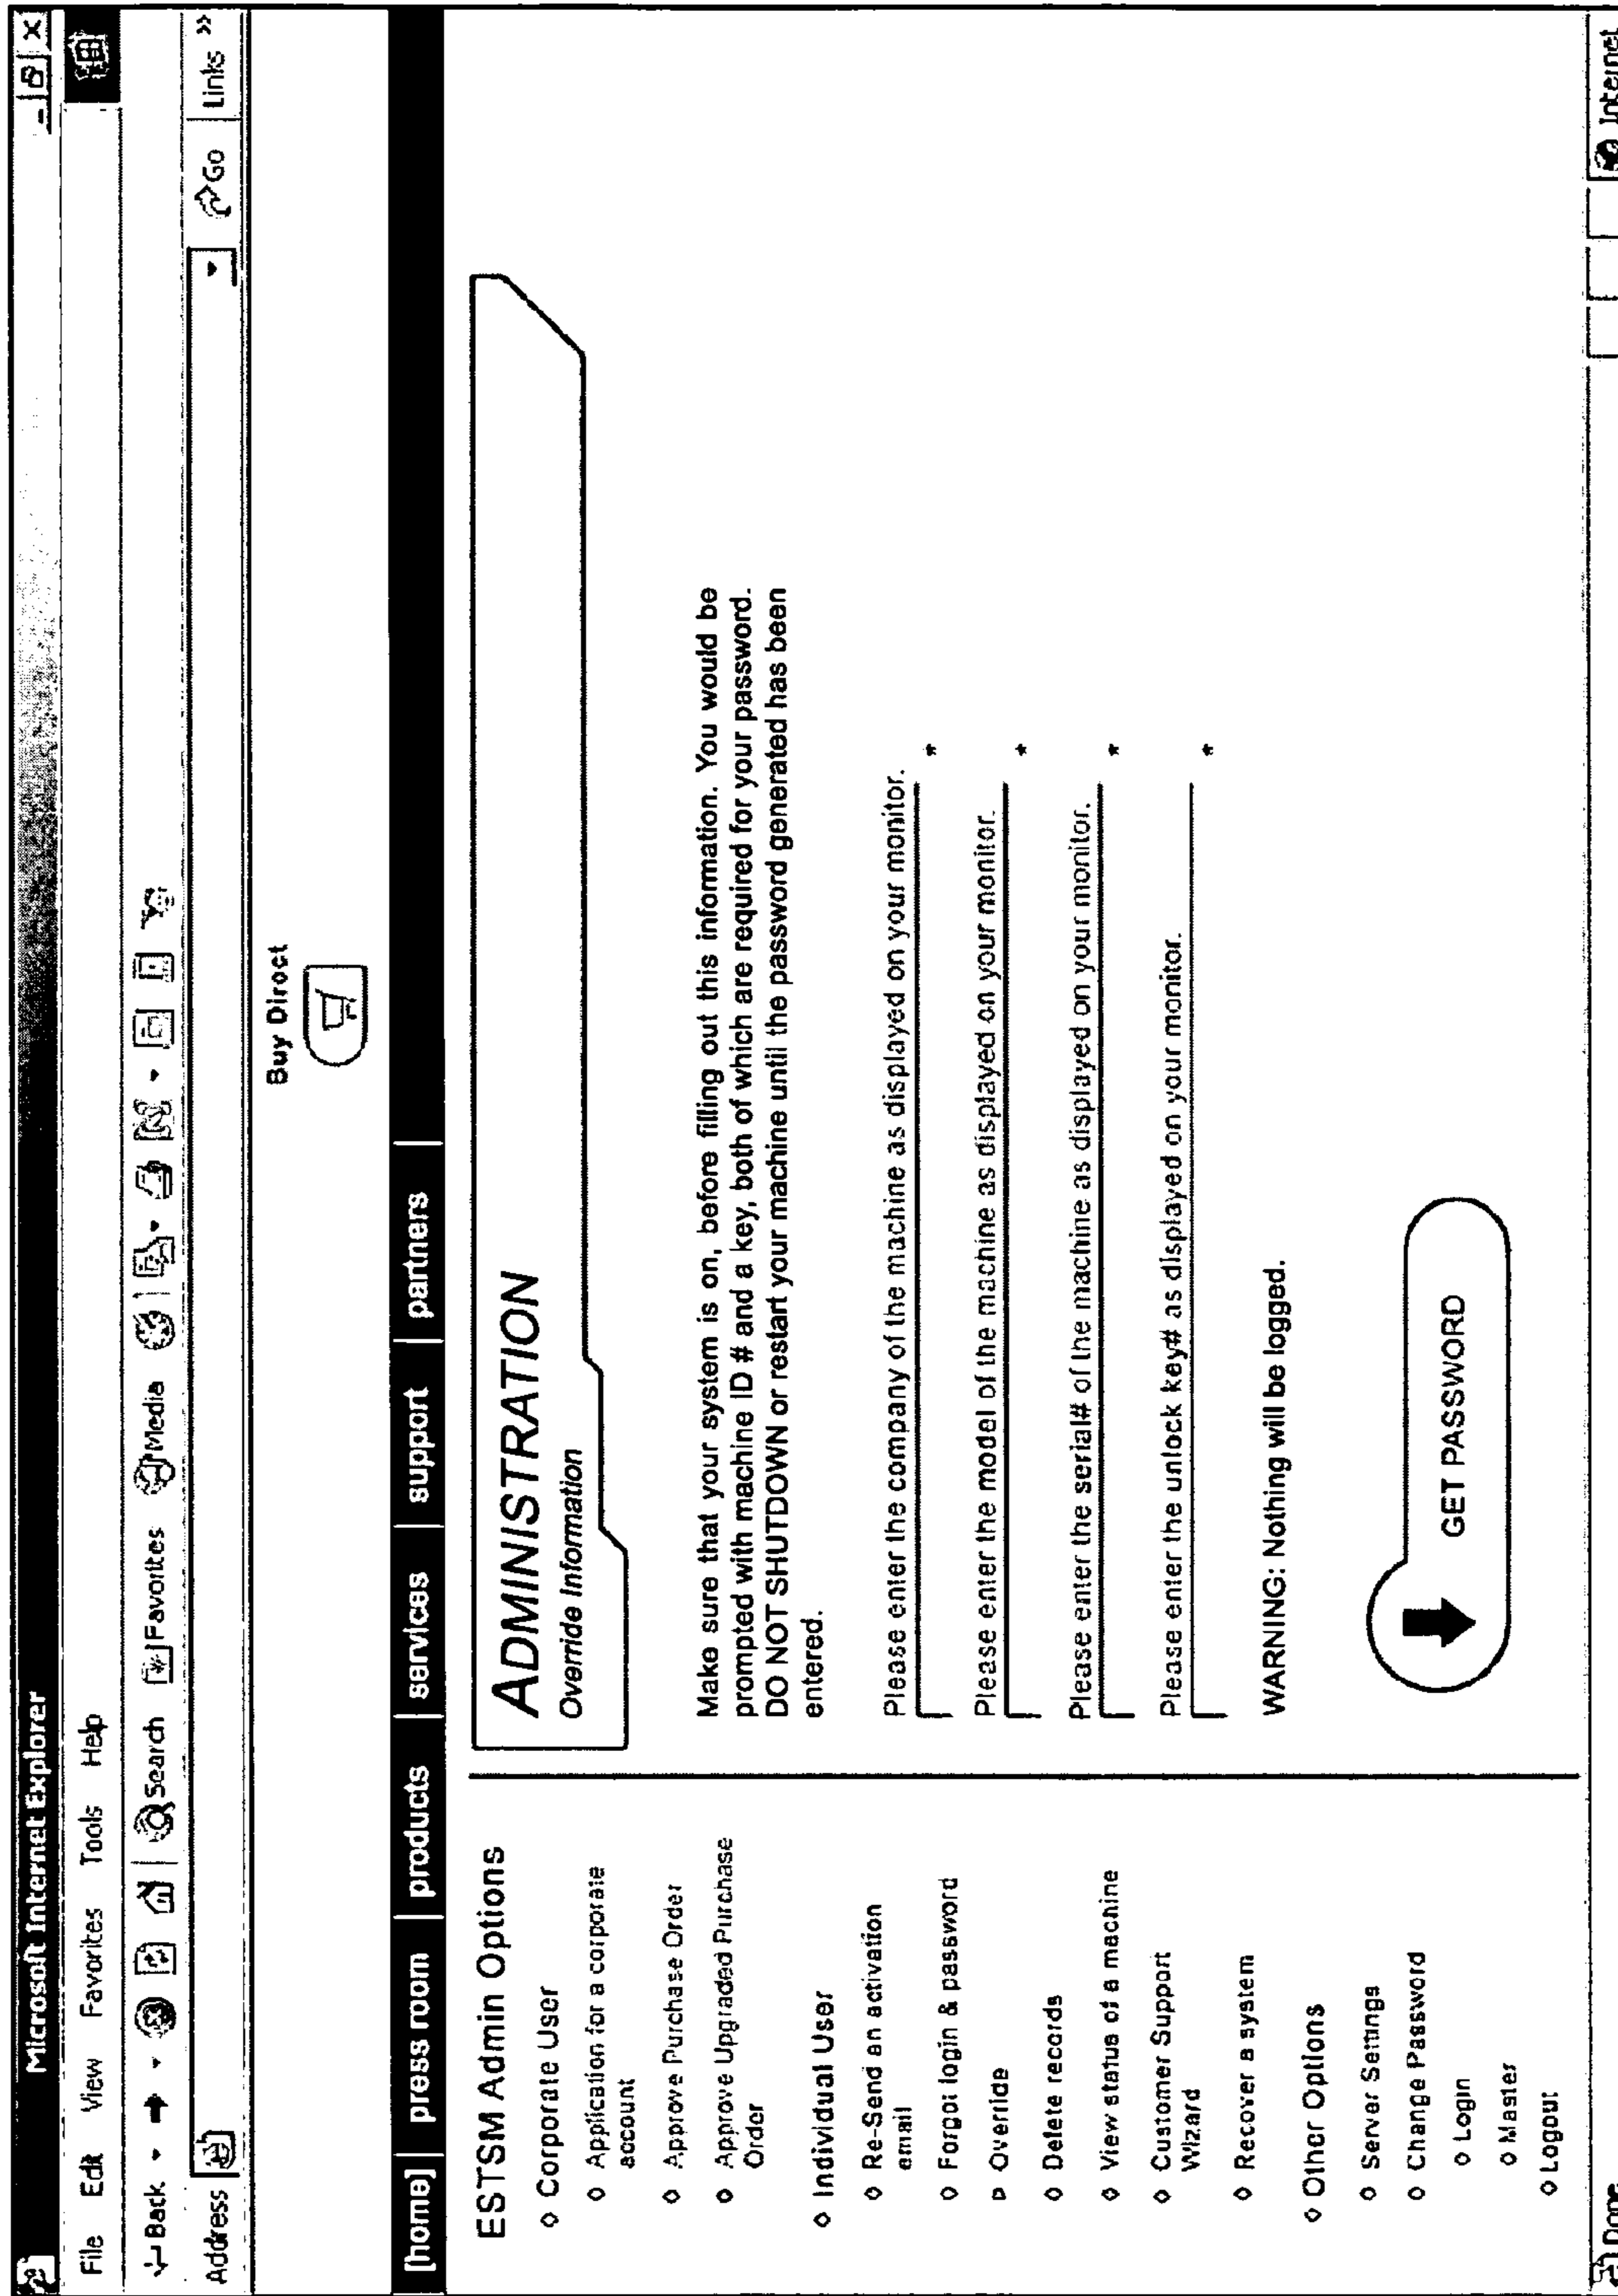 Microsoft Internet Explorer
File Edit View Favorites Tools Help
Back Search Favorites Media
Address Go Links »
Buy Direct
[home] press room products services support partners
ESTSM Admin Options
Corporate User
Application for a corporate
account
Approve Purchase Order
Approve Upgraded Purchase
Order
Individual User
Re-Send an activation
email
Forgot login & password
Override
Delete records
View status of a machine
Customer Support
Wizard
Recover a system
Other Options
Server Settings
Change Password
Login
Master
Logout
ADMINISTRATION
Override Information
Make sure that your system is on, before filling out this information. You would be
prompted with machine ID # and a key, both of which are required for your password.
DO NOT SHUTDOWN or restart your machine until the password generated has been
entered.
Please enter the company of the machine as displayed on your monitor.
*
Please enter the model of the machine as displayed on your monitor.
*
Please enter the serial# of the machine as displayed on your monitor.
*
Please enter the unlock key# as displayed on your monitor.
*
WARNING: Nothing will be logged.
GET PASSWORD
Done Internet